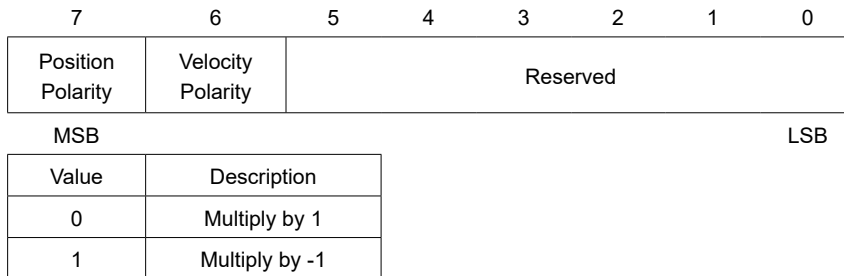 7 6 5 4 3 2 1 0
Position Polarity Velocity Polarity Reserved
MSB LSB
Value Description
0 Multiply by 1
1 Multiply by -1